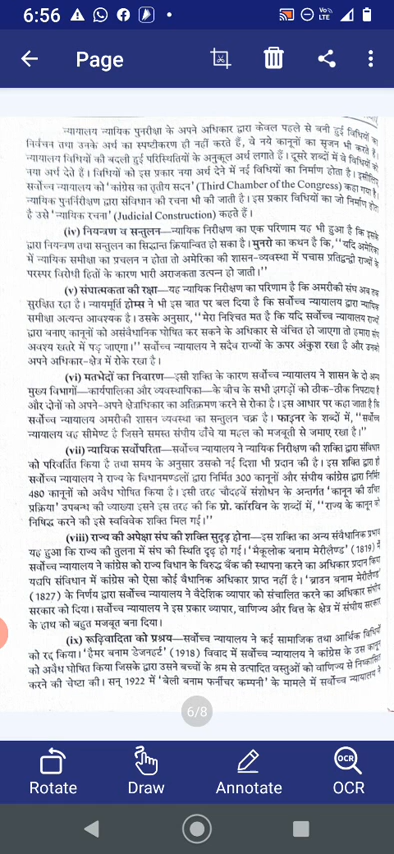 6:56
Vo
LTE
Page
OCR
न्यायालय न्यायिक पुनरीक्षा के अपने अधिकार द्वारा केवल पहले से बनी हुई विधियों का
निर्वचन तथा उनके अर्थ का स्पष्टीकरण ही नहीं करते हैं, वे नये कानूनों का सृजन भी करते हैं।
न्यायालय विधियों की बदली हुई परिस्थितियों के अनुकूल अर्थ लगाते हैं। दूसरे शब्दों में वे विधियों को
नया अर्थ देते हैं। विधियों को इस प्रकार नया अर्थ देने में नई विधियों का निर्माण होता है। इसीलिए
सर्वोच्च न्यायालय को 'कांग्रेस का तृतीय सदन' (Third Chamber of the Congress) कहा गया है।
न्यायिक पुनर्निरीक्षण द्वारा संविधान की रचना भी की जाती है। इस प्रकार विधियों का जो निर्माण होता
है उसे 'न्यायिक रचना' (Judicial Construction) कहते हैं।
(iv) नियन्त्रण व सन्तुलन–न्यायिक निरीक्षण का एक परिणाम यह भी हुआ है कि इसके
द्वारा नियन्त्रण तथा सन्तुलन का सिद्धान्त क्रियान्वित हो सका है। मुनरो का कथन है कि, "यदि अमेरिका
में न्यायिक समीक्षा का प्रचलन न होता तो अमेरिका की शासन-व्यवस्था में पचास प्रतिद्वन्द्वी राज्यों के
परस्पर विरोधी हितों के कारण भारी अराजकता उत्पन्न हो जाती।"
(v) संघात्मकता की रक्षा–यह न्यायिक निरीक्षण का परिणाम है कि अमरीकी संघ अब तक
सुरक्षित रहा है। न्यायमूर्ति होम्स ने भी इस बात पर बल दिया है कि सर्वोच्च न्यायालय द्वारा न्यायिक
समीक्षा अत्यन्त आवश्यक है। उसके अनुसार, "मेरा निश्चित मत है कि यदि सर्वोच्च न्यायालय राज्यों
द्वारा बनाए कानूनों को असंवैधानिक घोषित कर सकने के अधिकार से वंचित हो जाएगा तो हमारा संघ
अवश्य खतरे में पड़ जाएगा।" सर्वोच्च न्यायालय ने सदैव राज्यों के ऊपर अंकुश रखा है और उनको
अपने अधिकार-क्षेत्र में रोके रखा है।
(vi) मतभेदों का निवारण–इसी शक्ति के कारण सर्वोच्च न्यायालय ने शासन के दो अन्य
मुख्य विभागों—कार्यपालिका और व्यवस्थापिका—के बीच के सभी झगड़ों को ठीक-ठीक निपटाया है
और दोनों को अपने-अपने क्षेत्राधिकार का अतिक्रमण करने से रोका है। इस आधार पर कहा जाता है कि
सर्वोच्च न्यायालय अमरीकी शासन व्यवस्था का सन्तुलन चक्र है। फाइनर के शब्दों में, "सर्वोच्च
न्यायालय वह सीमेण्ट है जिसने समस्त संघीय ढाँचे या महल को मजबूती से जमाए रखा है।"
(vii) न्यायिक सर्वोपरिता–सर्वोच्च न्यायालय ने न्यायिक निरीक्षण की शक्ति द्वारा संविधान
को परिवर्तित किया है तथा समय के अनुसार उसको नई दिशा भी प्रदान की है। इस शक्ति द्वारा ही
सर्वोच्च न्यायालय ने राज्य के विधानमण्डलों द्वारा निर्मित 300 कानूनों और संघीय कांग्रेस द्वारा निर्मित
480 कानूनों को अवैध घोषित किया है। इसी तरह चौदहवें संशोधन के अन्तर्गत 'कानून की उचित
प्रक्रिया' उपबन्ध की व्याख्या इसने इस तरह की कि प्रो. कॉरविन के शब्दों में, "राज्य के कानून को
निषिद्ध करने की इसे स्वविवेक शक्ति मिल गई।"
(viii) राज्य की अपेक्षा संघ की शक्ति सुदृढ़ होना–इस शक्ति का अन्य संवैधानिक प्रभाव
यह हुआ कि राज्य की तुलना में संघ की स्थिति दृढ़ हो गई। 'मेकूलोक बनाम मेरीलैण्ड' (1819) में
सर्वोच्च न्यायालय ने कांग्रेस को राज्य विधान के विरुद्ध बैंक की स्थापना करने का अधिकार प्रदान किया
यद्यपि संविधान में कांग्रेस को ऐसा कोई वैधानिक अधिकार प्राप्त नहीं है। 'ब्राउन बनाम मेरीलैण्ड'
(1827) के निर्णय द्वारा सर्वोच्च न्यायालय ने वैदेशिक व्यापार को संचालित करने का अधिकार संघीय
सरकार को दिया। सर्वोच्च न्यायालय ने इस प्रकार व्यापार, वाणिज्य और वित्त के क्षेत्र में संघीय सरकार
के हाथ को बहुत मजबूत बना दिया।
(ix) रूढ़िवादिता को प्रश्रय–सर्वोच्च न्यायालय ने कई सामाजिक तथा आर्थिक विधियों
को रद्द किया। 'हैमर बनाम डेजनहर्ट' (1918) विवाद में सर्वोच्च न्यायालय ने कांग्रेस के उस कानून
को अवैध घोषित किया जिसके द्वारा उसने बच्चों के श्रम से उत्पादित वस्तुओं को वाणिज्य से निष्कासित
करने की चेष्टा की। सन् 1922 में 'बेली बनाम फर्नीचर कम्पनी' के मामले में सर्वोच्च न्यायालय ने
6/8
Rotate
Draw
Annotate
OCR